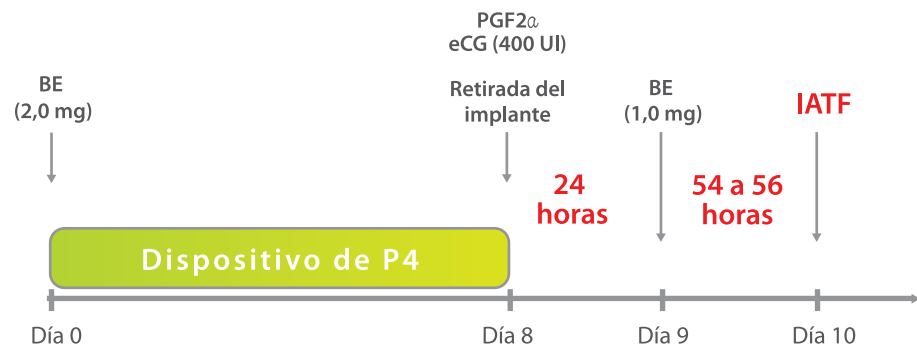 BE
(2,0 mg)
PGF2α
eCG (400 UI)
Retirada del
implante
BE
(1,0 mg)
IATF
24
horas
54 a 56
horas
Dispositivo de P4
Día 0
Día 8
Día 9
Día 10